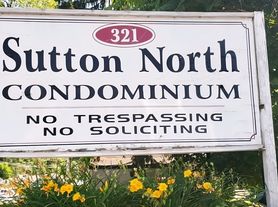 321
Sutton North
CONDOMINIUM
NO TRESPASSING
NO SOLICITING